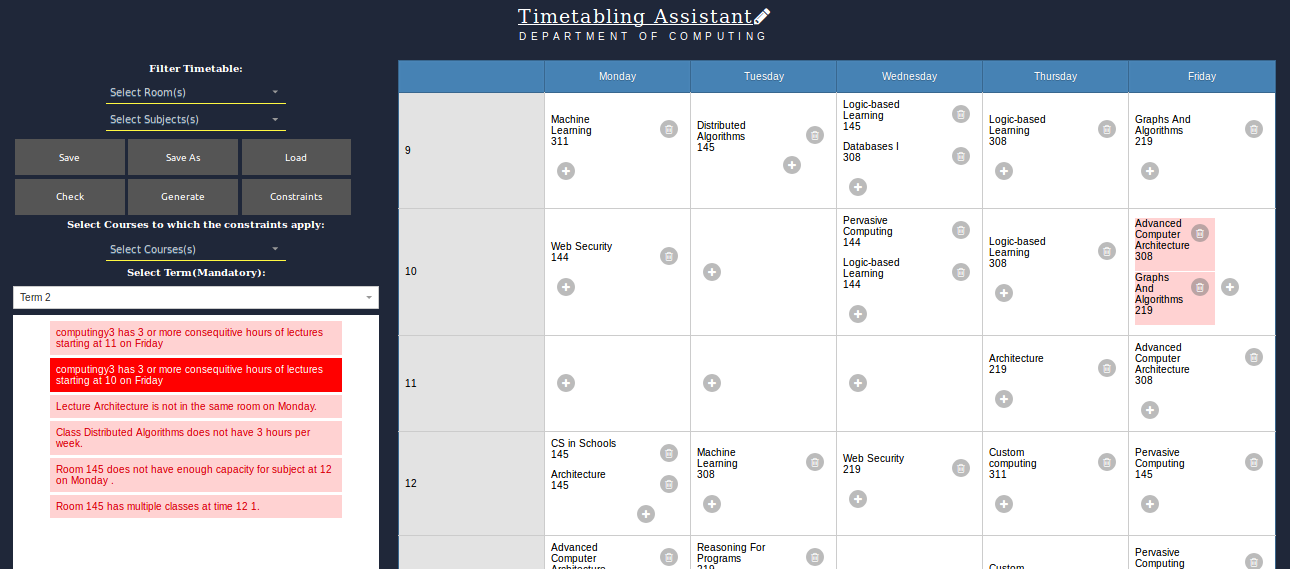 Timetabling Assistant
DEPARTMENT OF COMPUTING
Filter Timetable:
Select Room(s)
Select Subjects(s)
Save
Save As
Load
Check
Generate
Constraints
Select Courses to which the constraints apply:
Select Courses(s)
Select Term(Mandatory):
Term 2
computingy3 has 3 or more consequitive hours of lectures
starting at 11 on Friday
computingy3 has 3 or more consequitive hours of lectures
starting at 10 on Friday
Lecture Architecture is not in the same room on Monday.
Class Distributed Algorithms does not have 3 hours per
week.
Room 145 does not have enough capacity for subject at 12
on Monday .
Room 145 has multiple classes at time 12 1.
Monday
Tuesday
Wednesday
Thursday
Friday
9
Machine
Learning
311
Distributed
Algorithms
145
Logic-based
Learning
145
Databases I
308
Logic-based
Learning
308
Graphs And
Algorithms
219
10
Web Security
144
Pervasive
Computing
144
Logic-based
Learning
144
Logic-based
Learning
308
Advanced
Computer
Architecture
308
Graphs
And
Algorithms
219
11
Architecture
219
Advanced
Computer
Architecture
308
12
CS in Schools
145
Architecture
145
Machine
Learning
308
Web Security
219
Custom
computing
311
Pervasive
Computing
145
Advanced
Computer
Architecture
Reasoning For
Programs
219
Custom
Pervasive
Computing